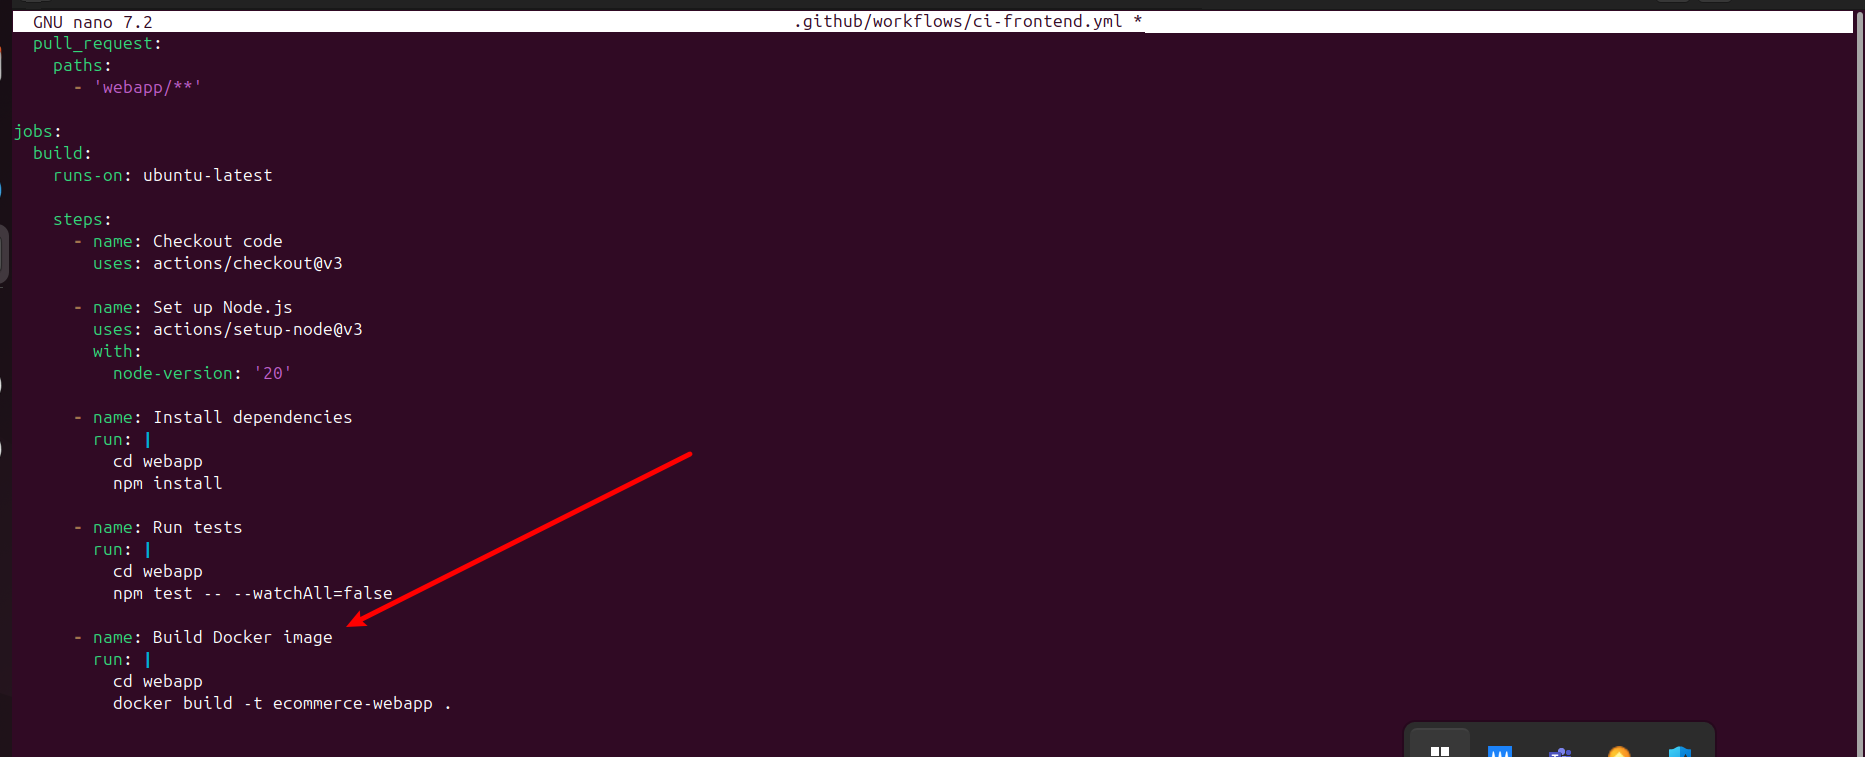 GNU nano 7.2 .github/workflows/ci-frontend.yml *
pull_request:
paths:
- 'webapp/**'
jobs:
build:
runs-on: ubuntu-latest
steps:
- name: Checkout code
uses: actions/checkout@v3
- name: Set up Node.js
uses: actions/setup-node@v3
with:
node-version: '20'
- name: Install dependencies
run: |
cd webapp
npm install
- name: Run tests
run: |
cd webapp
npm test -- --watchAll=false
- name: Build Docker image
run: |
cd webapp
docker build -t ecommerce-webapp .